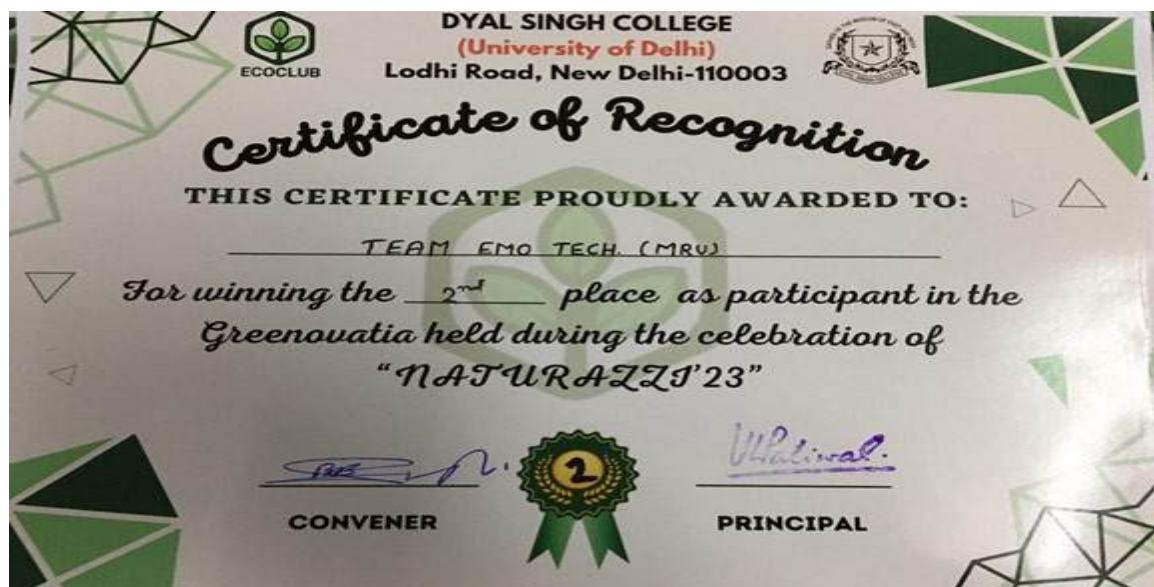 DYAL SINGH COLLEGE
(University of Delhi)
Lodhi Road, New Delhi-110003
ECOCLUB
Certificate of Recognition
THIS CERTIFICATE PROUDLY AWARDED TO:
TEAM EMO TECH. (MRU)
For winning the 2nd place as participant in the
Greenovatia held during the celebration of
"NATURAZZI'23"
2
CONVENER
PRINCIPAL